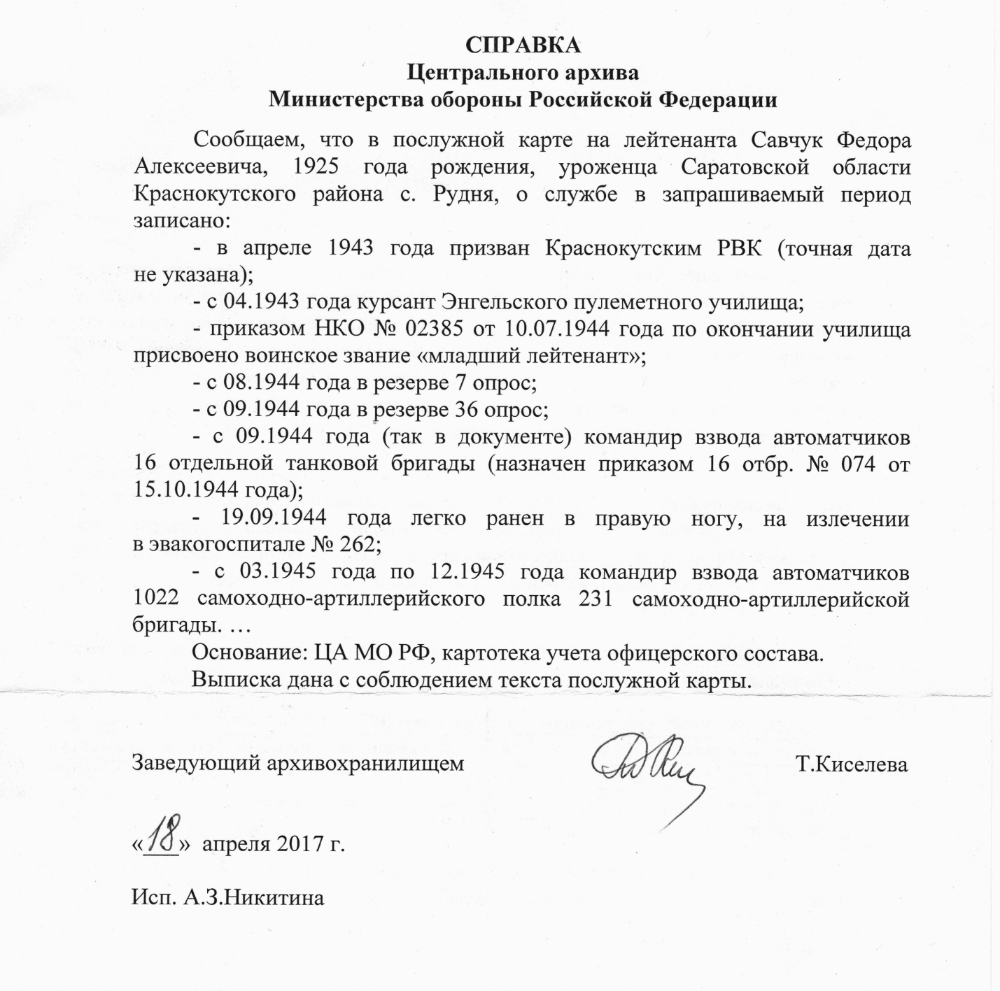 СПРАВКА
Центрального архива
Министерства обороны Российской Федерации
Сообщаем, что в послужной карте на лейтенанта Савчук Федора
Алексеевича, 1925 года рождения, уроженца Саратовской области
Краснокутского района с. Рудня, о службе в запрашиваемый период
записано:
- в апреле 1943 года призван Краснокутским РВК (точная дата
не указана);
- с 04.1943 года курсант Энгельского пулеметного училища;
- приказом НКО № 02385 от 10.07.1944 года по окончании училища
присвоено воинское звание «младший лейтенант»;
- с 08.1944 года в резерве 7 опрос;
- с 09.1944 года в резерве 36 опрос;
- с 09.1944 года (так в документе) командир взвода автоматчиков
16 отдельной танковой бригады (назначен приказом 16 отбр. № 074 от
15.10.1944 года);
- 19.09.1944 года легко ранен в правую ногу, на излечении
в эвакогоспитале № 262;
- с 03.1945 года по 12.1945 года командир взвода автоматчиков
1022 самоходно-артиллерийского полка 231 самоходно-артиллерийской
бригады. …
Основание: ЦА МО РФ, картотека учета офицерского состава.
Выписка дана с соблюдением текста послужной карты.
Заведующий архивохранилищем Т.Киселева
«18» апреля 2017 г.
Исп. А.З.Никитина